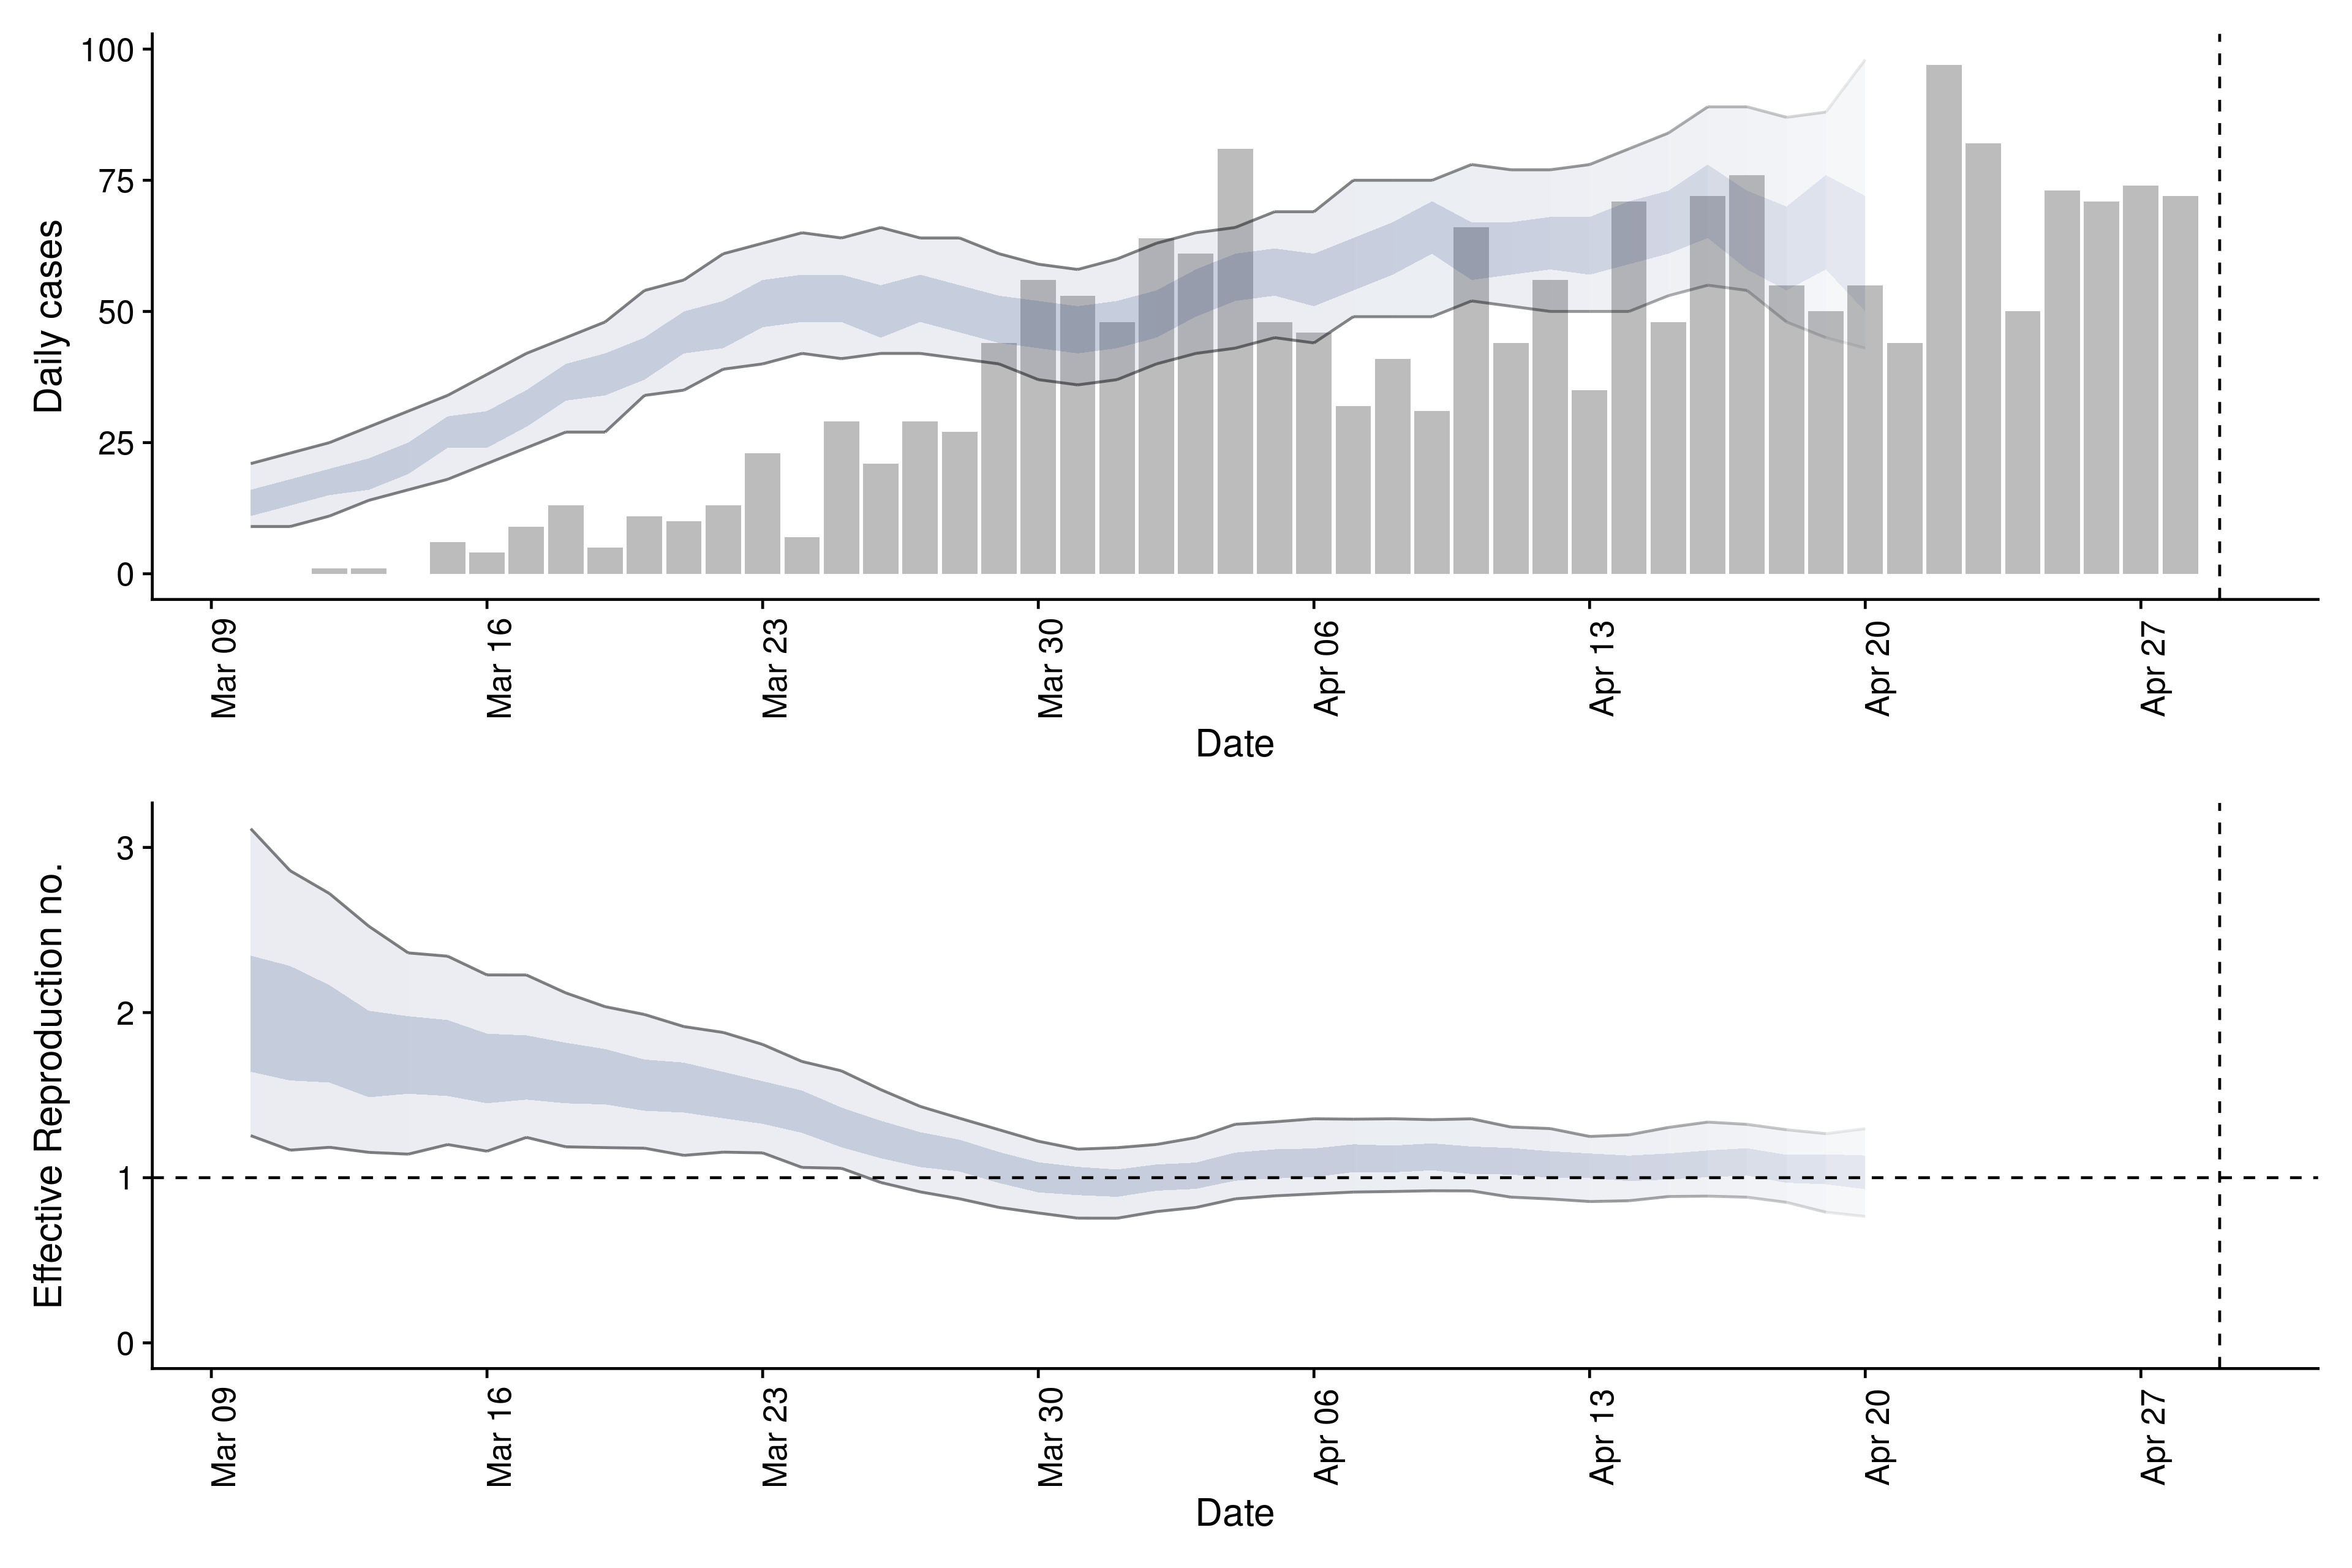 Daily cases
100
75
50
25
0
Mar 09
Mar 16
Mar 23
Mar 30
Apr 06
Apr 13
Apr 20
Apr 27
Date
Effective Reproduction no.
3
2
1
0
Mar 09
Mar 16
Mar 23
Mar 30
Apr 06
Apr 13
Apr 20
Apr 27
Date